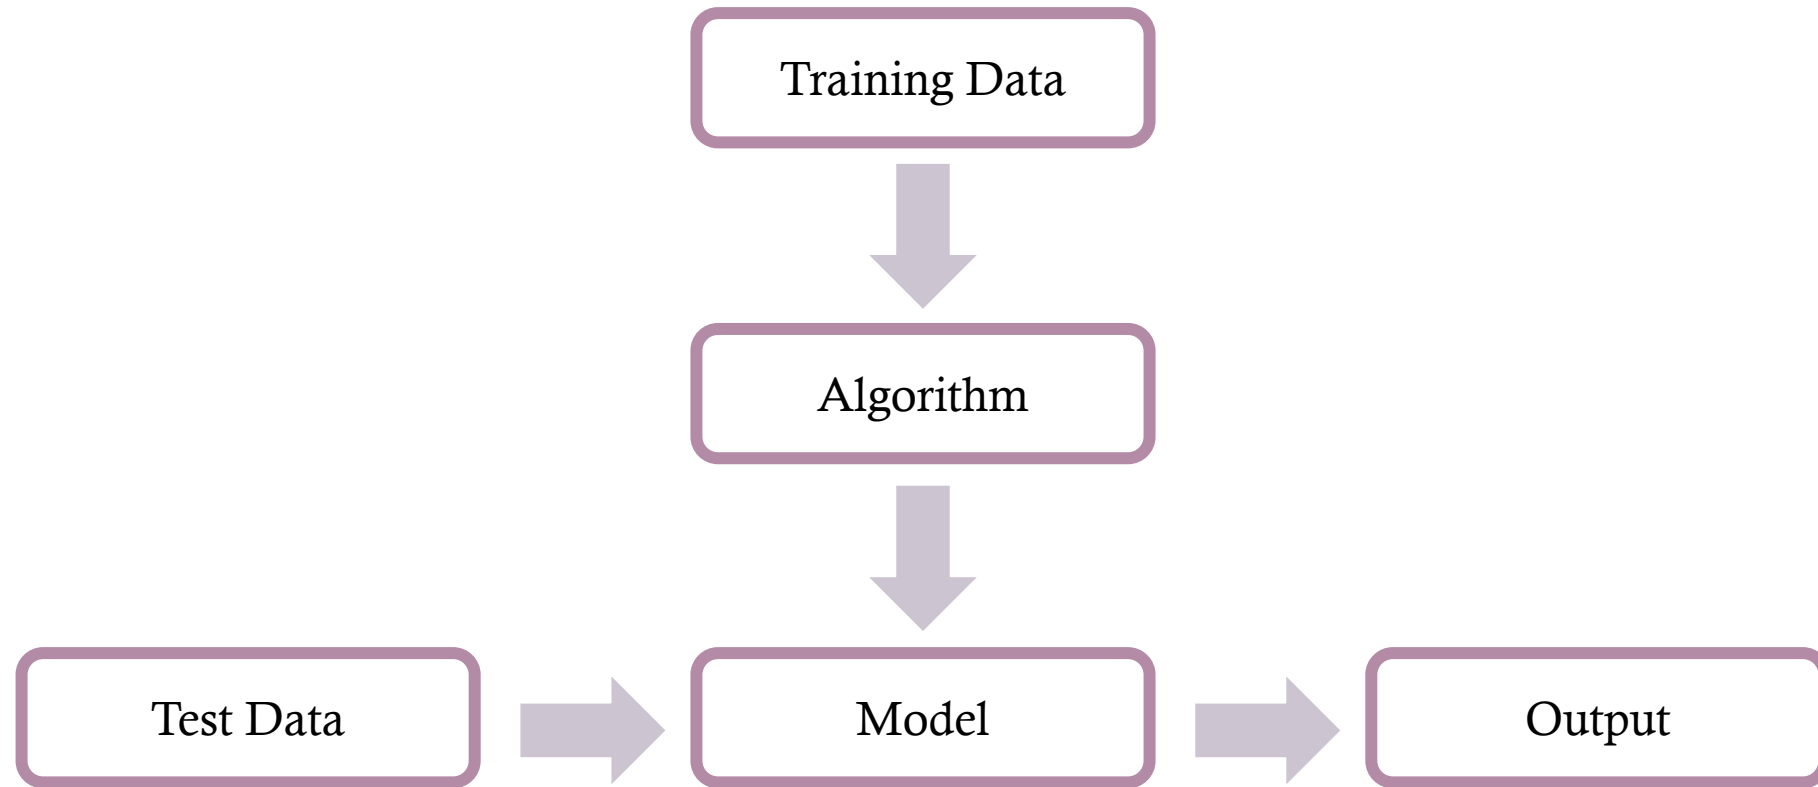 Training Data
Algorithm
Test Data
Model
Output